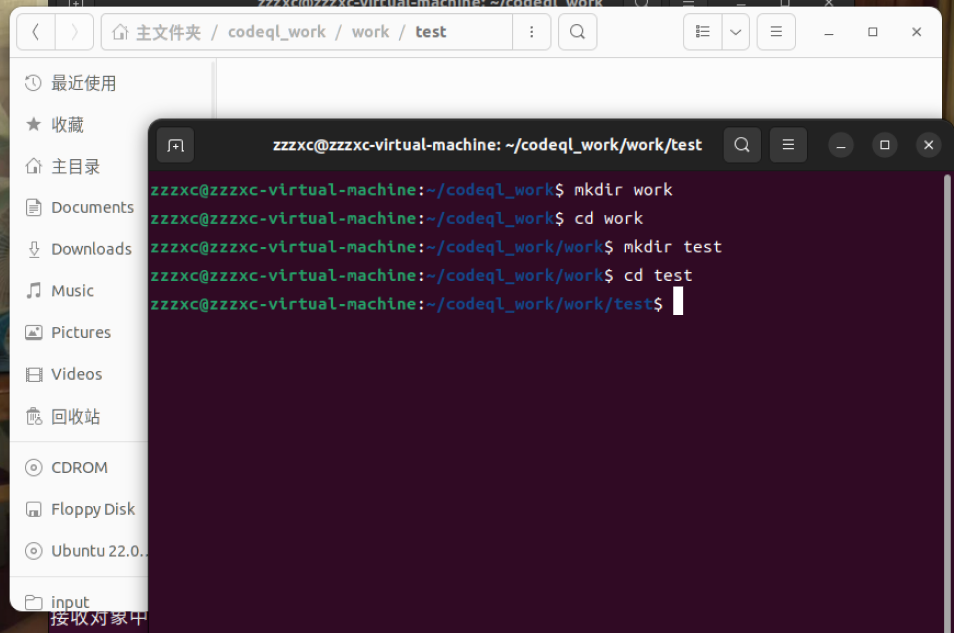 zzzxc@zzzxc-virtual-machine: ~/codeql_work
主文件夹 / codeql_work / work / test
最近使用
收藏
主目录
Documents
Downloads
Music
Pictures
Videos
回收站
CDROM
Floppy Disk
Ubuntu 22.0…
input
zzzxc@zzzxc-virtual-machine: ~/codeql_work/work/test
zzzxc@zzzxc-virtual-machine:~/codeql_work$ mkdir work
zzzxc@zzzxc-virtual-machine:~/codeql_work$ cd work
zzzxc@zzzxc-virtual-machine:~/codeql_work/work$ mkdir test
zzzxc@zzzxc-virtual-machine:~/codeql_work/work$ cd test
zzzxc@zzzxc-virtual-machine:~/codeql_work/work/test$
接收对象中